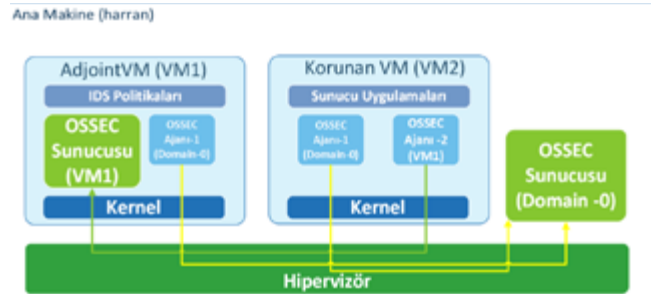 Ana Makine (harran)
AdjointVM (VM1)
IDS Politikaları
OSSEC
Sunucusu
(VM1)
OSSEC
Ajanı-1
(Domain-0)
Kernel
Korunan VM (VM2)
Sunucu Uygulamaları
OSSEC
Ajanı-1
(Domain-0)
OSSEC
Ajanı -2
(VM1)
Kernel
OSSEC
Sunucusu
(Domain -0)
Hipervizör